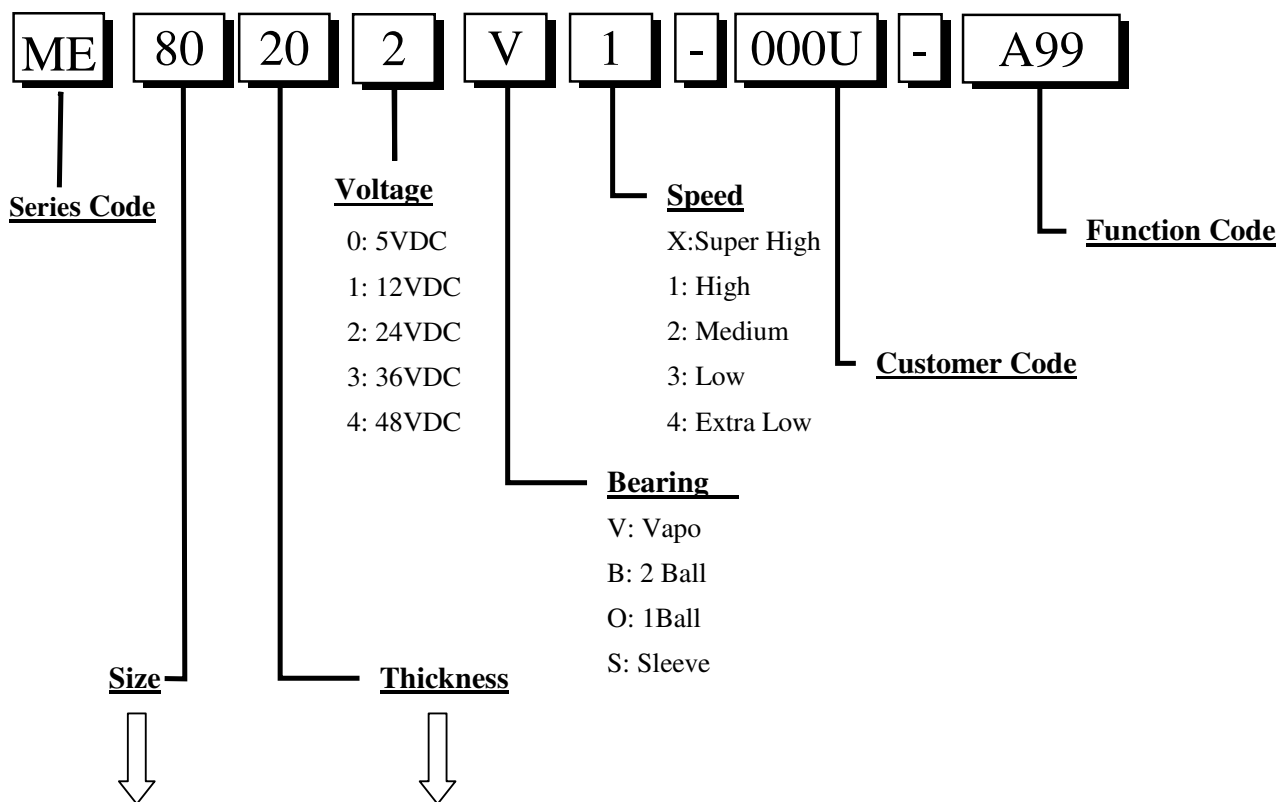 ME 80 20 2 V 1 - 000U - A99
Series Code
Voltage
0: 5VDC
1: 12VDC
2: 24VDC
3: 36VDC
4: 48VDC
Speed
X:Super High
1: High
2: Medium
3: Low
4: Extra Low
Function Code
Customer Code
Bearing
V: Vapo
B: 2 Ball
O: 1Ball
S: Sleeve
Size
Thickness